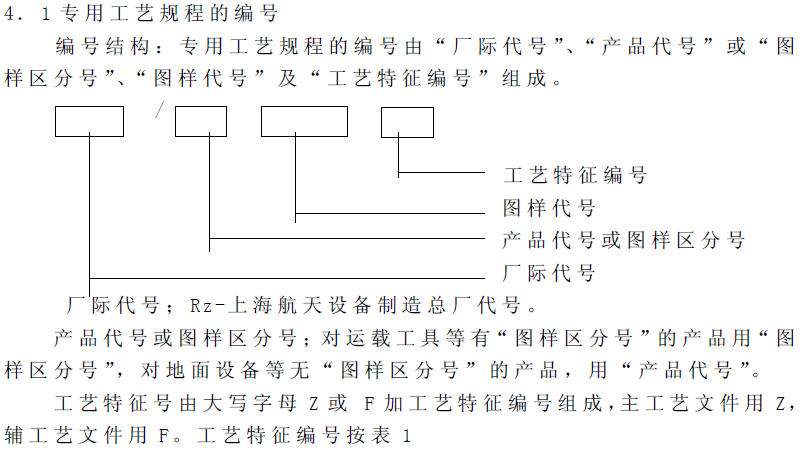 4. 1专用工艺规程的编号
编号结构：专用工艺规程的编号由“厂际代号”、“产品代号”或“图
样区分号”、“图样代号”及“工艺特征编号”组成。
/
工艺特征编号
图样代号
产品代号或图样区分号
厂际代号
厂际代号；Rz-上海航天设备制造总厂代号。
产品代号或图样区分号；对运载工具等有“图样区分号”的产品用“图
样区分号”，对地面设备等无“图样区分号”的产品，用“产品代号”。
工艺特征号由大写字母Z或 F加工艺特征编号组成，主工艺文件用Z，
辅工艺文件用F。工艺特征编号按表1